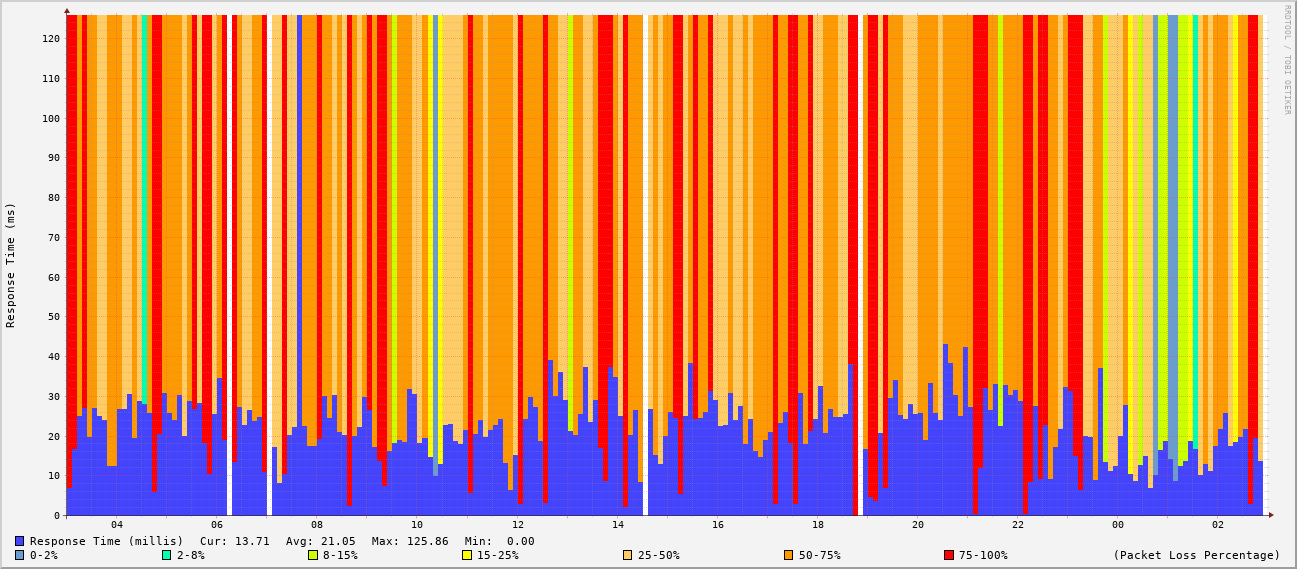 RRDTOOL / TOBI OETIKER
Response Time (ms)
120
110
100
90
80
70
60
50
40
30
20
10
0
04 06 08 10 12 14 16 18 20 22 00 02
Response Time (millis) Cur: 13.71 Avg: 21.05 Max: 125.86 Min: 0.00
0-2% 2-8% 8-15% 15-25% 25-50% 50-75% 75-100% (Packet Loss Percentage)